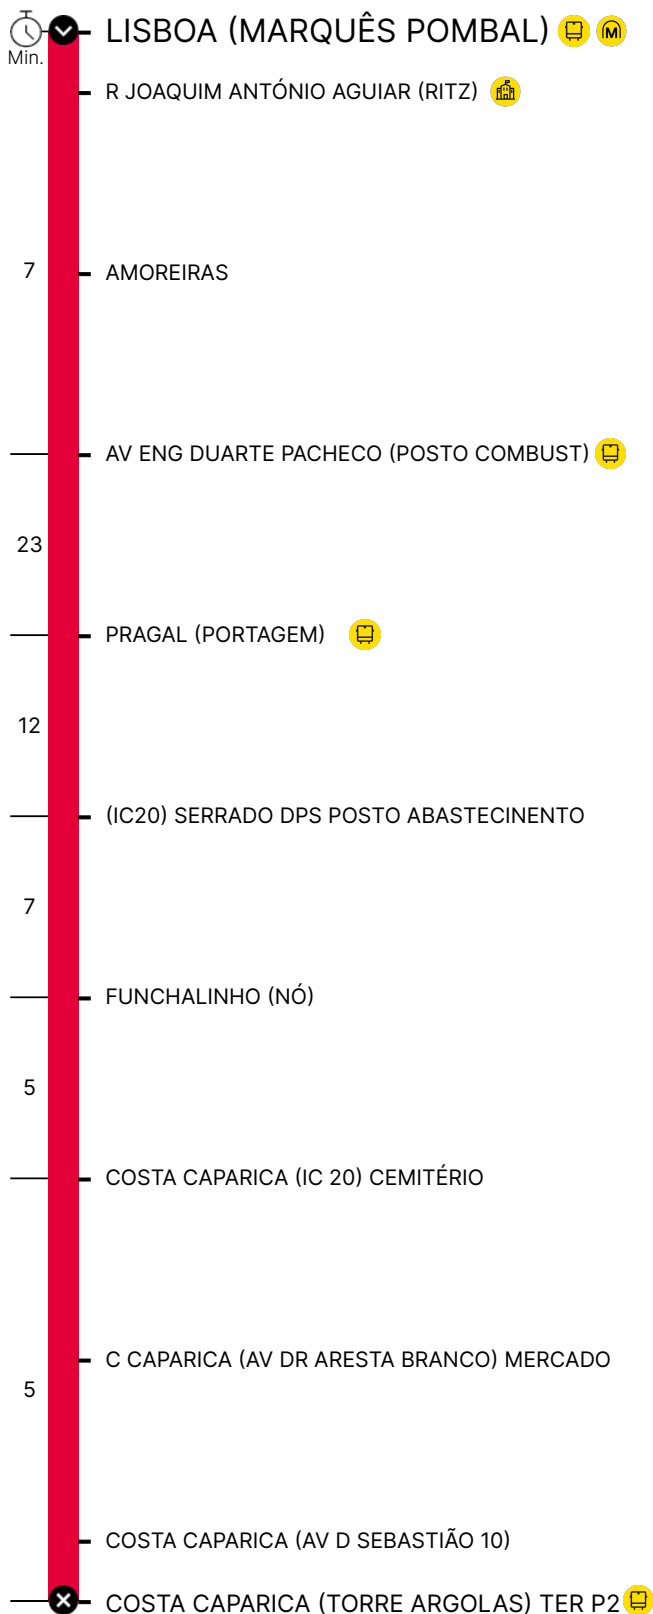 LISBOA (MARQUÊS POMBAL)
Min.
R JOAQUIM ANTÓNIO AGUIAR (RITZ)
7
AMOREIRAS
AV ENG DUARTE PACHECO (POSTO COMBUST)
23
PRAGAL (PORTAGEM)
12
(IC20) SERRADO DPS POSTO ABASTECINENTO
7
FUNCHALINHO (NÓ)
5
COSTA CAPARICA (IC 20) CEMITÉRIO
C CAPARICA (AV DR ARESTA BRANCO) MERCADO
5
COSTA CAPARICA (AV D SEBASTIÃO 10)
COSTA CAPARICA (TORRE ARGOLAS) TER P2